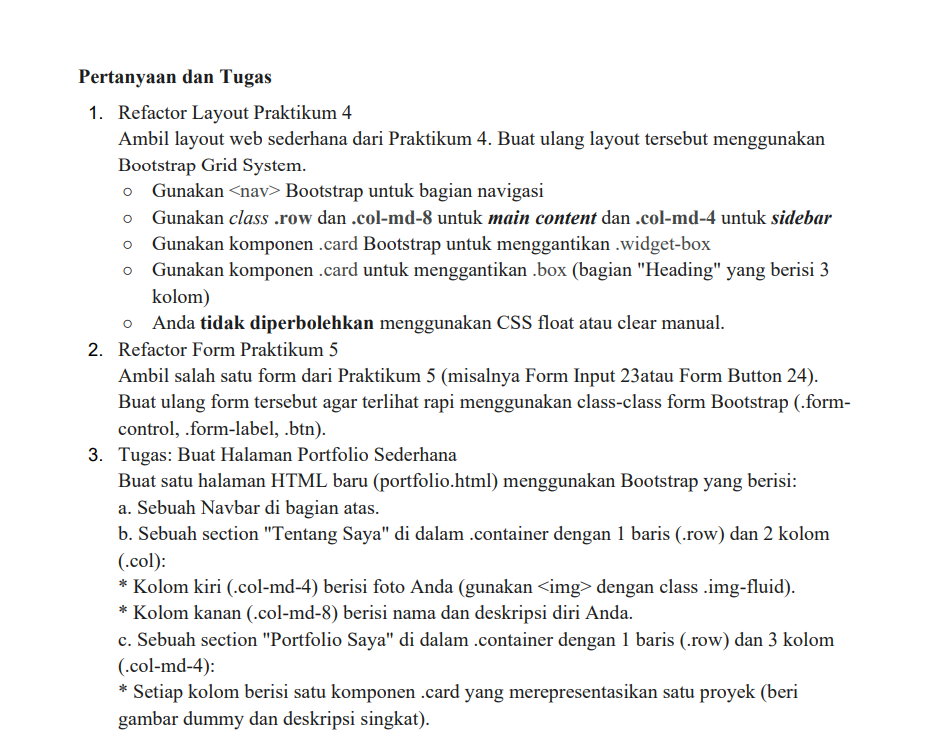 Pertanyaan dan Tugas
1. Refactor Layout Praktikum 4
Ambil layout web sederhana dari Praktikum 4. Buat ulang layout tersebut menggunakan
Bootstrap Grid System.
○ Gunakan <nav> Bootstrap untuk bagian navigasi
○ Gunakan class .row dan .col-md-8 untuk main content dan .col-md-4 untuk sidebar
○ Gunakan komponen .card Bootstrap untuk menggantikan .widget-box
○ Gunakan komponen .card untuk menggantikan .box (bagian "Heading" yang berisi 3
kolom)
○ Anda tidak diperbolehkan menggunakan CSS float atau clear manual.
2. Refactor Form Praktikum 5
Ambil salah satu form dari Praktikum 5 (misalnya Form Input 23atau Form Button 24).
Buat ulang form tersebut agar terlihat rapi menggunakan class-class form Bootstrap (.form-
control, .form-label, .btn).
3. Tugas: Buat Halaman Portfolio Sederhana
Buat satu halaman HTML baru (portfolio.html) menggunakan Bootstrap yang berisi:
a. Sebuah Navbar di bagian atas.
b. Sebuah section "Tentang Saya" di dalam .container dengan 1 baris (.row) dan 2 kolom
(.col):
* Kolom kiri (.col-md-4) berisi foto Anda (gunakan <img> dengan class .img-fluid).
* Kolom kanan (.col-md-8) berisi nama dan deskripsi diri Anda.
c. Sebuah section "Portfolio Saya" di dalam .container dengan 1 baris (.row) dan 3 kolom
(.col-md-4):
* Setiap kolom berisi satu komponen .card yang merepresentasikan satu proyek (beri
gambar dummy dan deskripsi singkat).